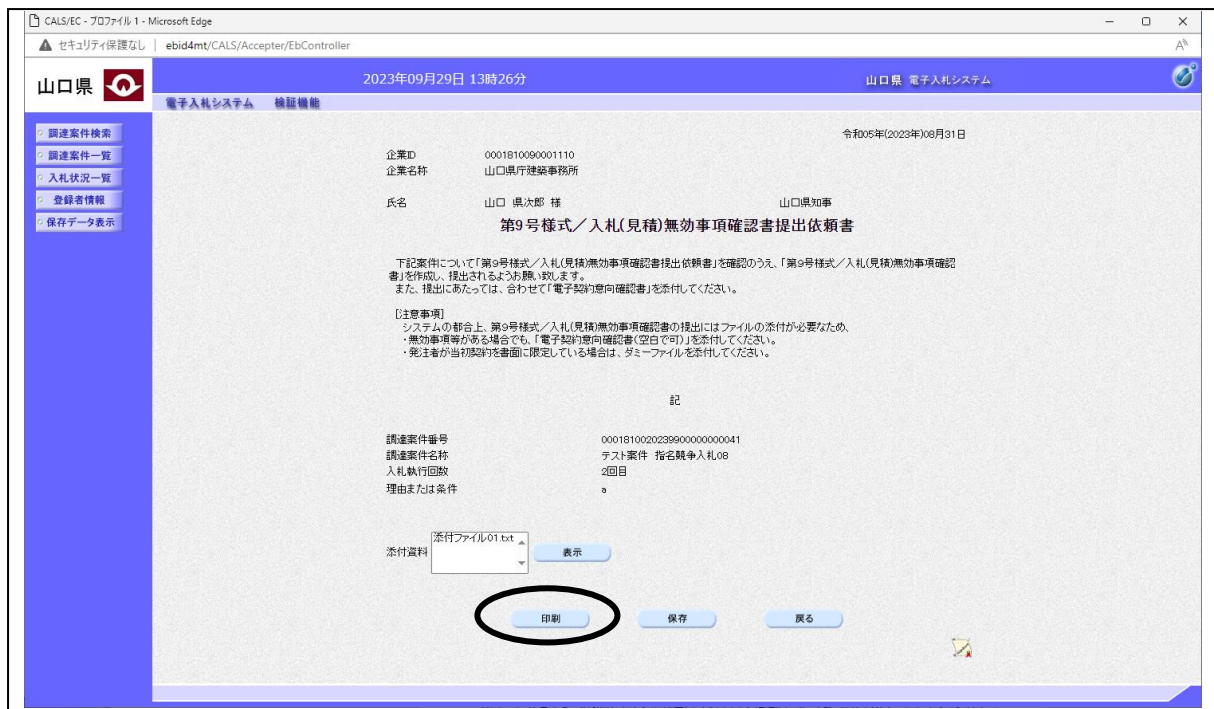 CALS/EC - プロファイル 1 - Microsoft Edge
セキュリティ保護なし | ebid4mt/CALS/Accepter/EbController
山口県
2023年09月29日 13時26分
山口県 電子入札システム
電子入札システム 検証機能
調達案件検索
調達案件一覧
入札状況一覧
登録者情報
保存データ表示
令和05年(2023年)08月31日
企業ID 0001810090001110
企業名称 山口県庁建築事務所
氏名 山口 県次郎 様 山口県知事
第9号様式／入札(見積)無効事項確認書提出依頼書
下記案件について「第9号様式／入札(見積)無効事項確認書提出依頼書」を確認のうえ、「第9号様式／入札(見積)無効事項確認
書」を作成し、提出されるようお願い致します。
また、提出にあたっては、合わせて「電子契約意向確認書」を添付してください。
[注意事項]
システムの都合上、第9号様式／入札(見積)無効事項確認書の提出にはファイルの添付が必要なため、
・無効事項等がある場合でも、「電子契約意向確認書(空白で可)」を添付してください。
・発注者が当初契約を書面に限定している場合は、ダミーファイルを添付してください。
記
調達案件番号 00018100202399000000000041
調達案件名称 テスト案件 指名競争入札08
入札執行回数 2回目
理由または条件 a
添付資料 添付ファイル01.txt 表示
印刷 保存 戻る